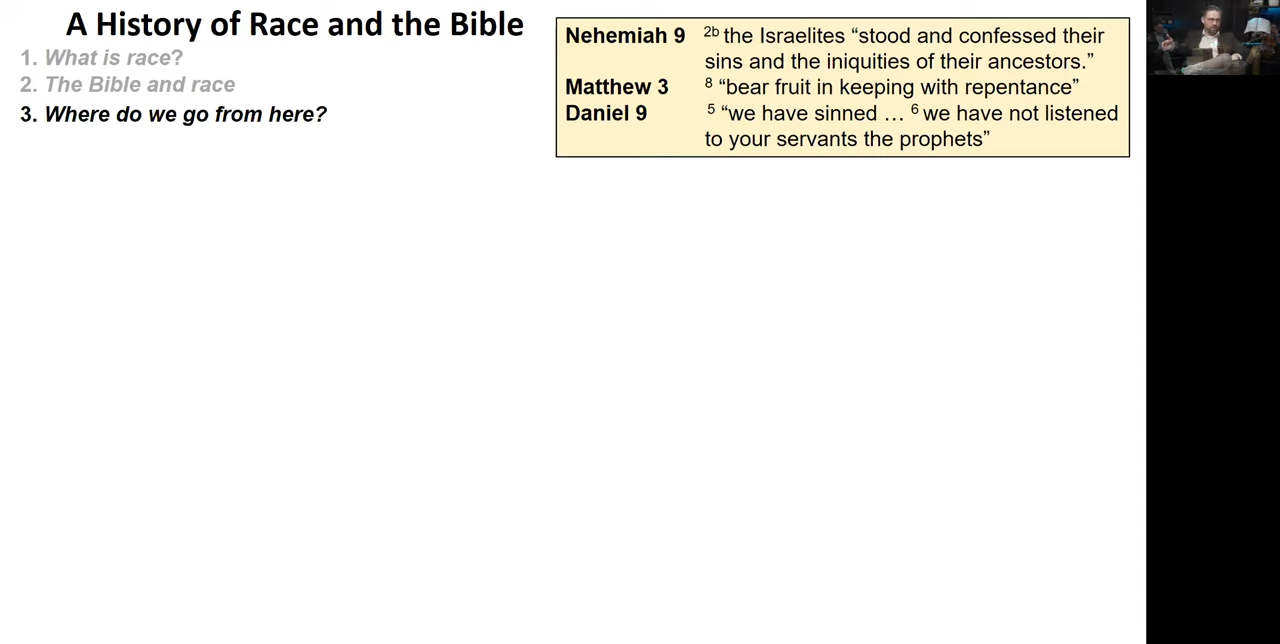 A History of Race and the Bible
1. What is race?
2. The Bible and race
3. Where do we go from here?
Nehemiah 9 2b the Israelites “stood and confessed their
sins and the iniquities of their ancestors.”
Matthew 3 8 “bear fruit in keeping with repentance”
Daniel 9 5 “we have sinned … 6 we have not listened
to your servants the prophets”